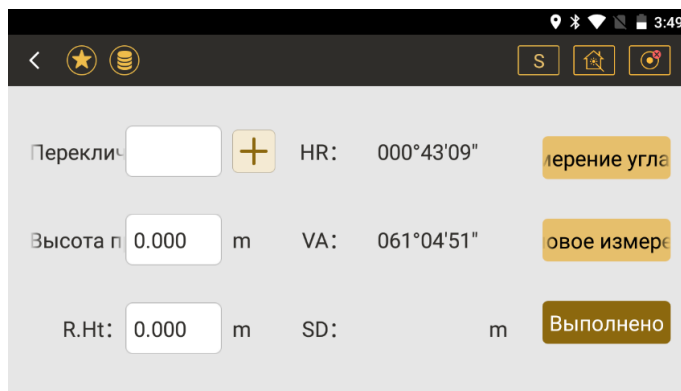 3:49
S
Переклич
HR: 000°43'09"
мерение угла
Высота п 0.000 m
VA: 061°04'51"
овое измере
R.Ht: 0.000 m
SD: m
Выполнено